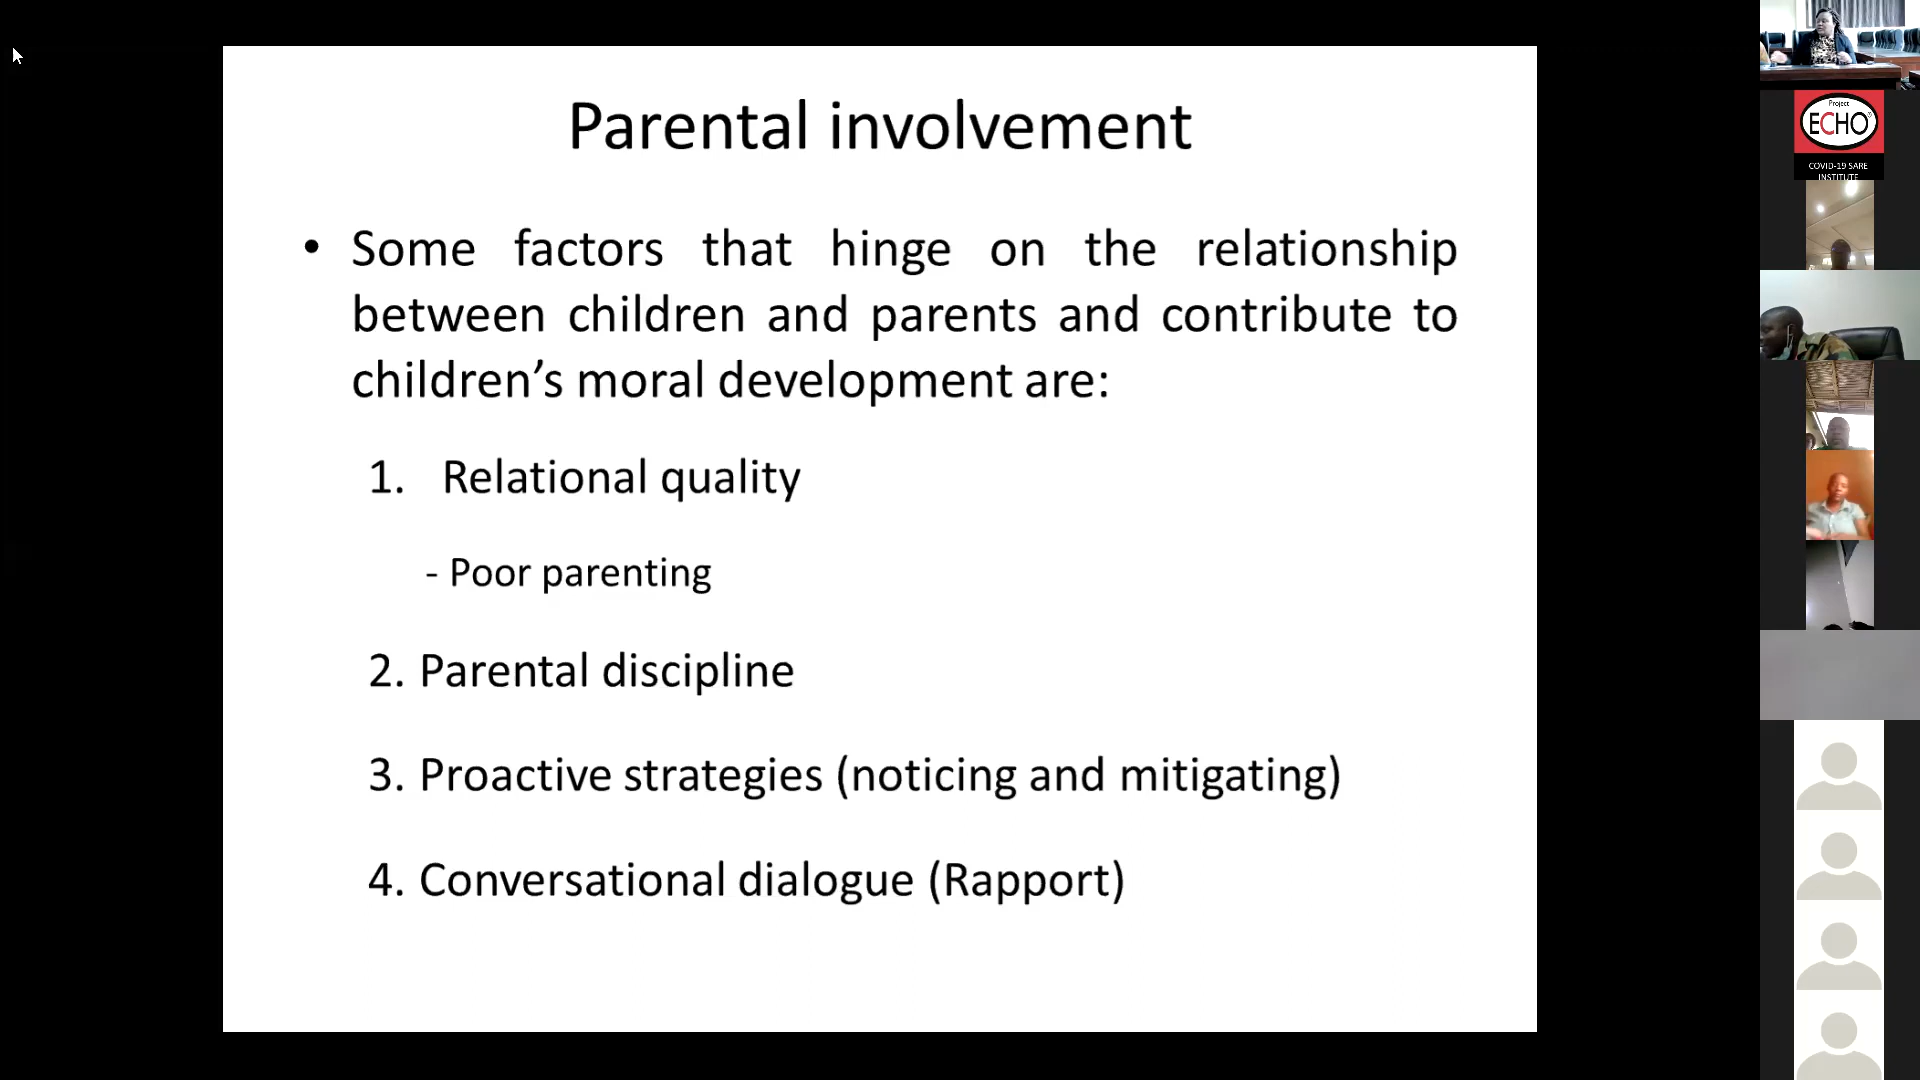 Parental involvement
• Some factors that hinge on the relationship
between children and parents and contribute to
children’s moral development are:
1. Relational quality
- Poor parenting
2. Parental discipline
3. Proactive strategies (noticing and mitigating)
4. Conversational dialogue (Rapport)
Project
ECHO®
COVID-19 SARE
INSTITUTE